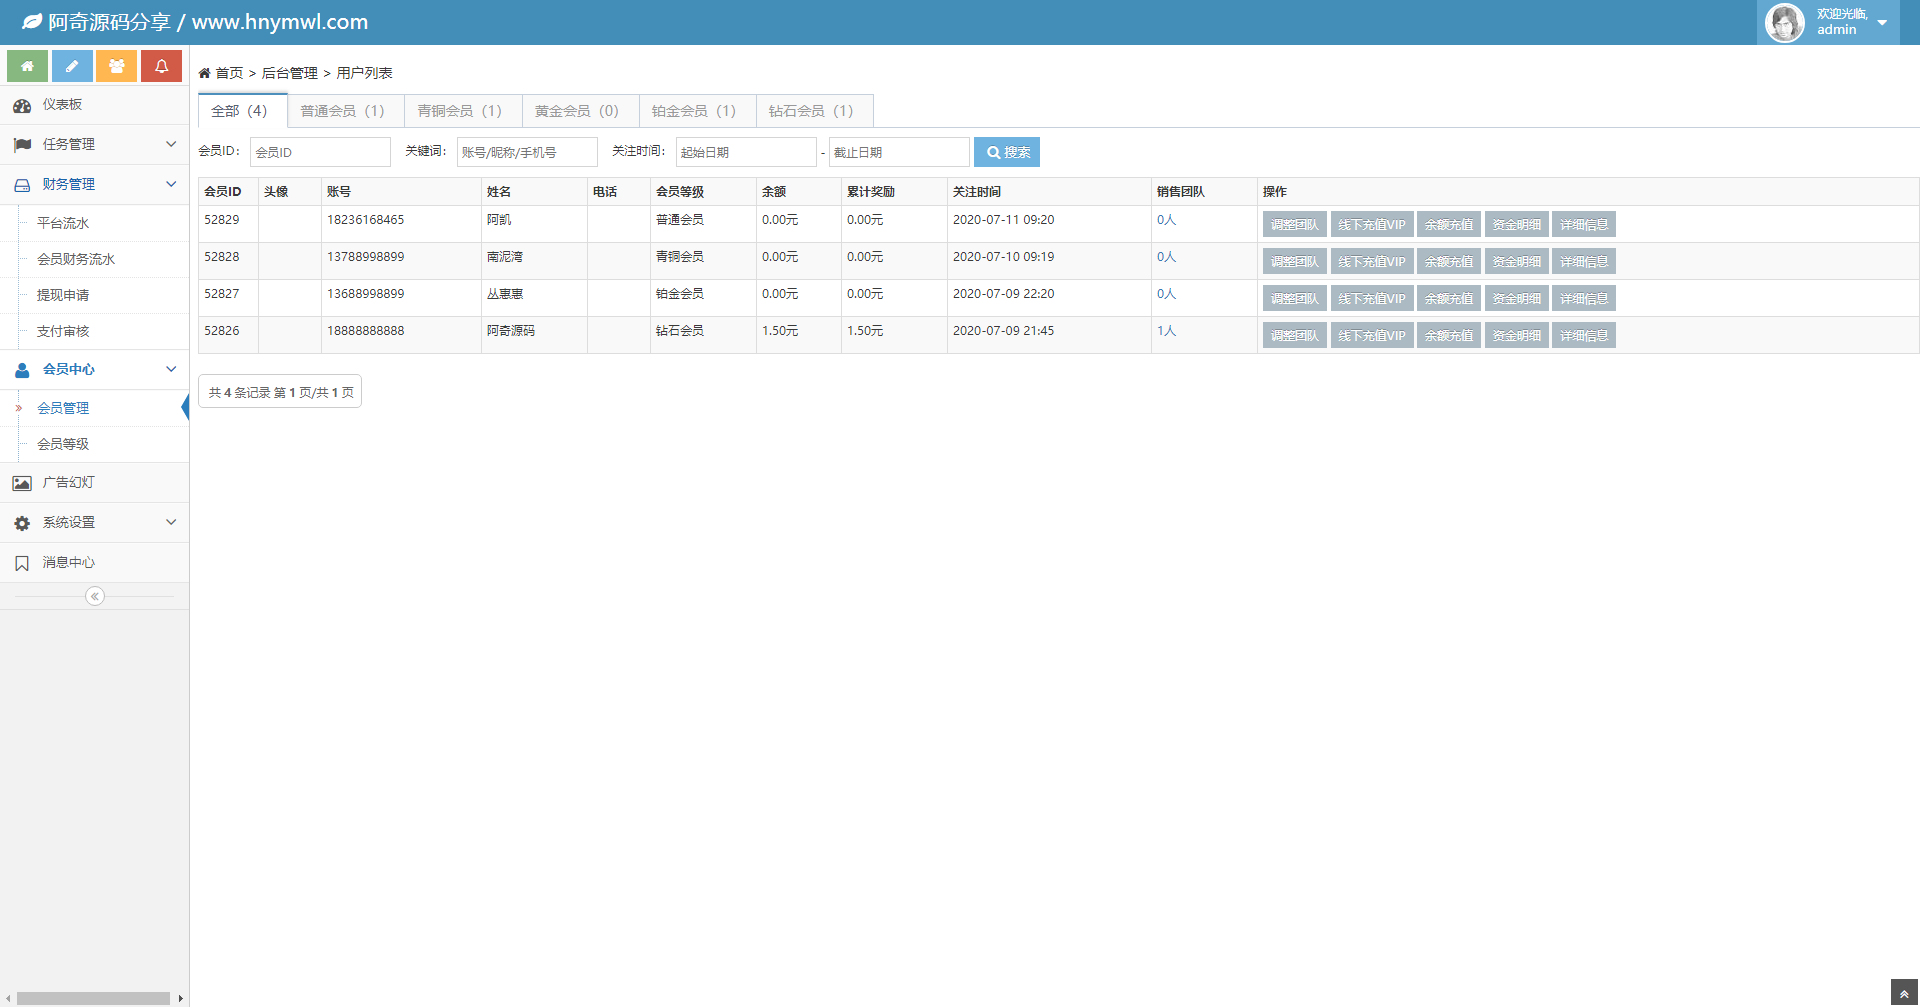 阿奇源码分享 / www.hnymwl.com
欢迎光临,
admin
首页 > 后台管理 > 用户列表
仪表板
任务管理
财务管理
平台流水
会员财务流水
提现申请
支付审核
会员中心
会员管理
会员等级
广告幻灯
系统设置
消息中心
全部（4） 普通会员（1） 青铜会员（1） 黄金会员（0） 铂金会员（1） 钻石会员（1）
会员ID： 会员ID 关键词： 账号/昵称/手机号 关注时间： 起始日期 - 截止日期 搜索
会员ID 头像 账号 姓名 电话 会员等级 余额 累计奖励 关注时间 销售团队 操作
52829 18236168465 阿凯 普通会员 0.00元 0.00元 2020-07-11 09:20 0人 调整团队 线下充值VIP 余额充值 资金明细 详细信息
52828 13788998899 南泥湾 青铜会员 0.00元 0.00元 2020-07-10 09:19 0人 调整团队 线下充值VIP 余额充值 资金明细 详细信息
52827 13688998899 丛惠惠 铂金会员 0.00元 0.00元 2020-07-09 22:20 0人 调整团队 线下充值VIP 余额充值 资金明细 详细信息
52826 18888888888 阿奇源码 钻石会员 1.50元 1.50元 2020-07-09 21:45 1人 调整团队 线下充值VIP 余额充值 资金明细 详细信息
共 4 条记录 第 1 页/共 1 页